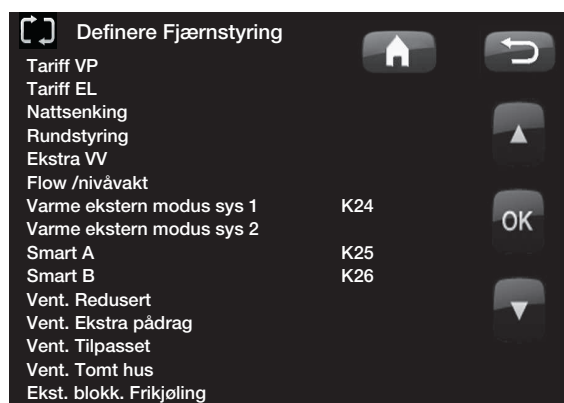 Definere Fjærnstyring
Tariff VP
Tariff EL
Nattsenking
Rundstyring
Ekstra VV
Flow /nivåvakt
Varme ekstern modus sys 1 K24
Varme ekstern modus sys 2
OK
Smart A K25
Smart B K26
Vent. Redusert
Vent. Ekstra pådrag
Vent. Tilpasset
Vent. Tomt hus
Ekst. blokk. Frikjøling